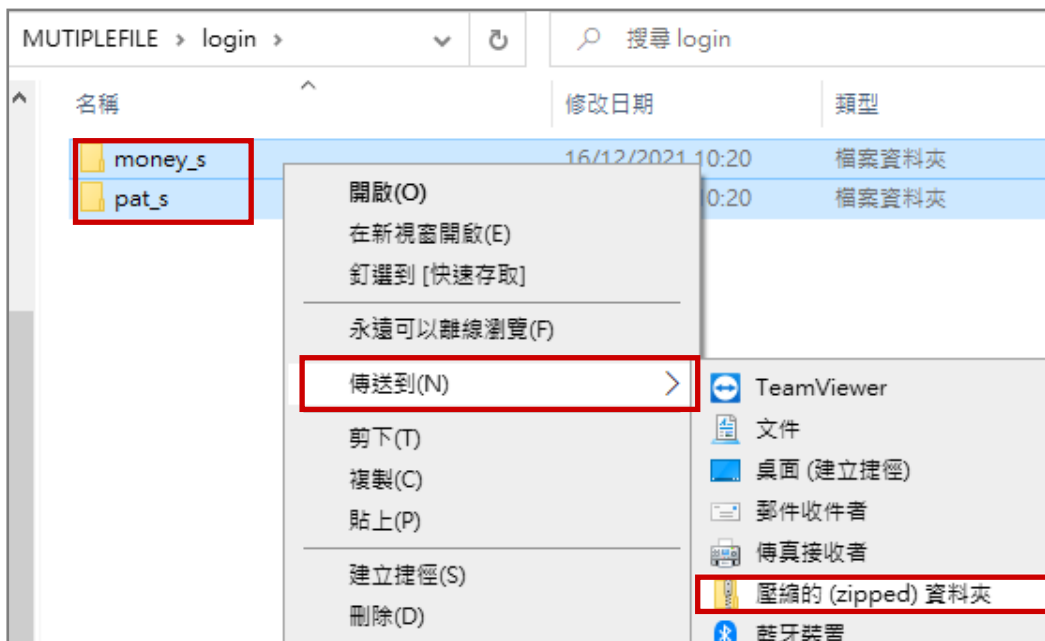 MUTIPLEFILE > login >
搜尋 login
名稱
修改日期
類型
money_s
16/12/2021 10:20
檔案資料夾
pat_s
0:20
檔案資料夾
開啟(O)
在新視窗開啟(E)
釘選到 [快速存取]
永遠可以離線瀏覽(F)
傳送到(N)
剪下(T)
複製(C)
貼上(P)
建立捷徑(S)
刪除(D)
TeamViewer
文件
桌面 (建立捷徑)
郵件收件者
傳真接收者
壓縮的 (zipped) 資料夾
藍牙裝置